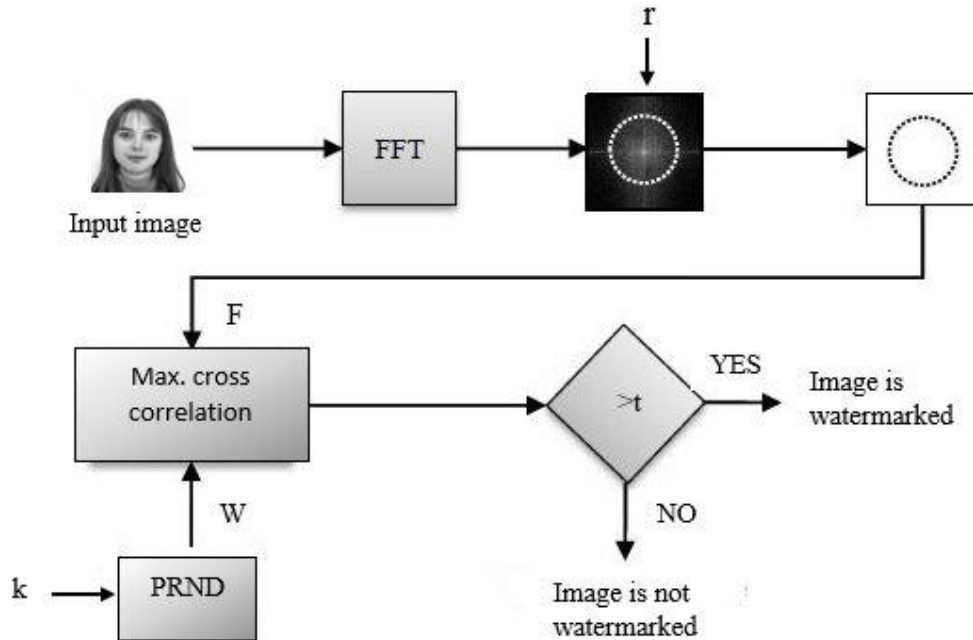 r
FFT
Input image
F
Max. cross
correlation
>t
YES
Image is
watermarked
W
NO
k
PRND
Image is not
watermarked